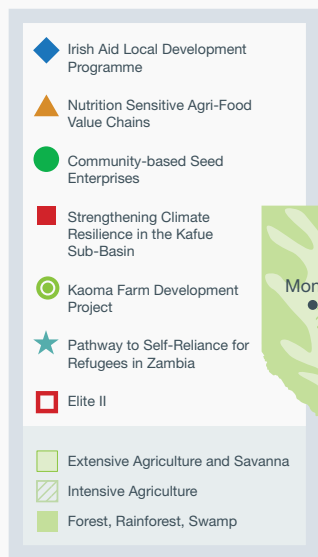 Irish Aid Local Development
Programme
Nutrition Sensitive Agri-Food
Value Chains
Community-based Seed
Enterprises
Strengthening Climate
Resilience in the Kafue
Sub-Basin
Kaoma Farm Development
Project
Pathway to Self-Reliance for
Refugees in Zambia
Elite II
Extensive Agriculture and Savanna
Intensive Agriculture
Forest, Rainforest, Swamp